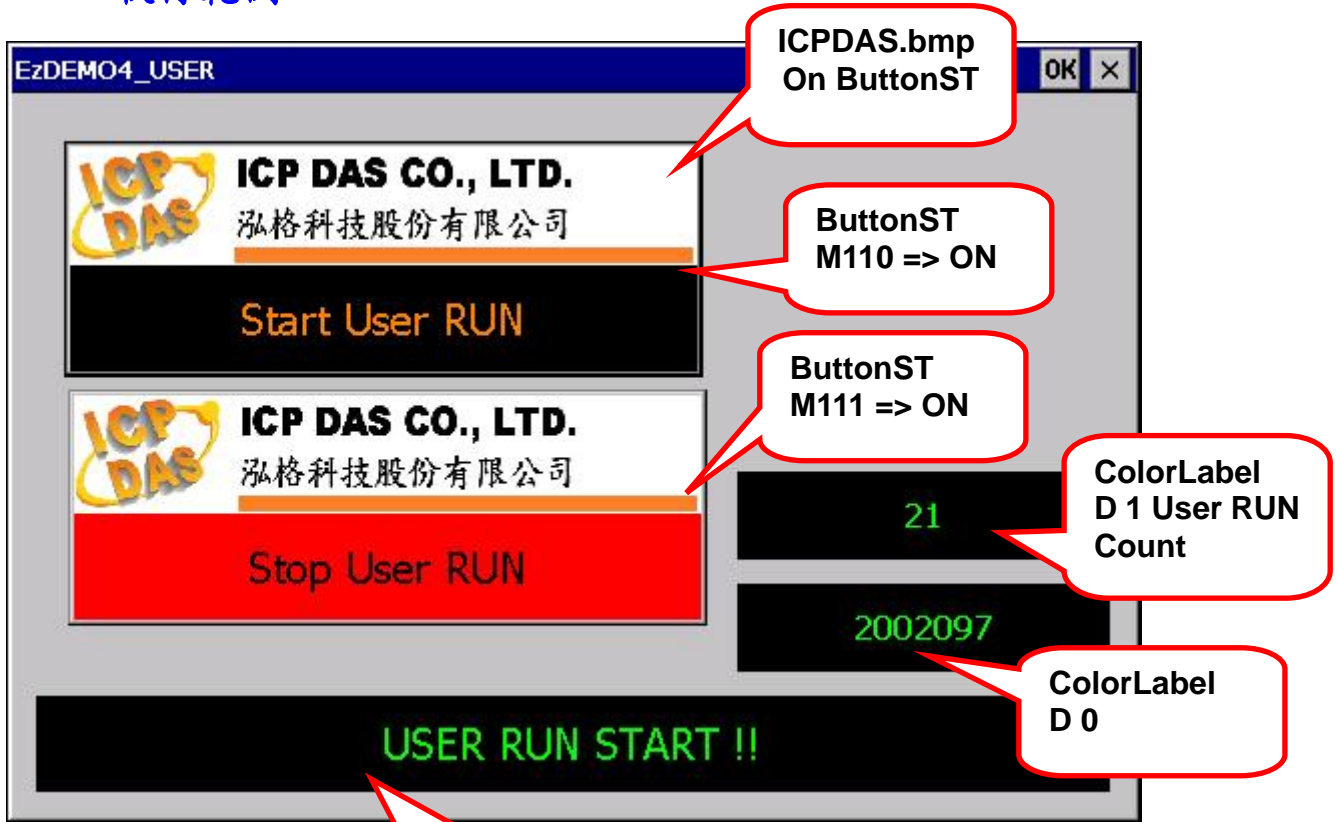 ICPDAS.bmp
On ButtonST
EzDEMO4_USER
OK
ICP DAS
ICP DAS CO., LTD.
泓格科技股份有限公司
Start User RUN
ButtonST
M110 => ON
ButtonST
M111 => ON
ICP DAS
ICP DAS CO., LTD.
泓格科技股份有限公司
Stop User RUN
21
ColorLabel
D 1 User RUN
Count
2002097
ColorLabel
D 0
USER RUN START !!